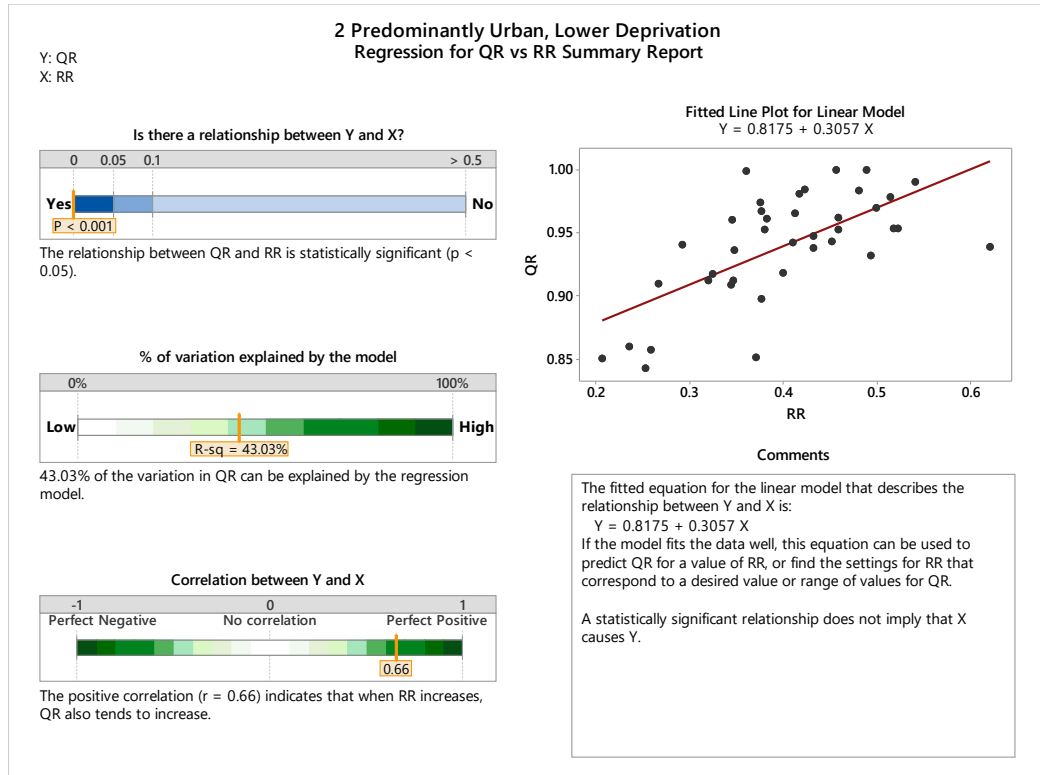 2 Predominantly Urban, Lower Deprivation
Regression for QR vs RR Summary Report
Y: QR
X: RR
Is there a relationship between Y and X?
0 0.05 0.1 > 0.5
Yes No
P < 0.001
The relationship between QR and RR is statistically significant (p <
0.05).
% of variation explained by the model
0% 100%
Low High
R-sq = 43.03%
43.03% of the variation in QR can be explained by the regression
model.
Correlation between Y and X
-1 0 1
Perfect Negative No correlation Perfect Positive
0.66
The positive correlation (r = 0.66) indicates that when RR increases,
QR also tends to increase.
Fitted Line Plot for Linear Model
Y = 0.8175 + 0.3057 X
1.00
0.95
0.90
0.85
QR
0.2 0.3 0.4 0.5 0.6
RR
Comments
The fitted equation for the linear model that describes the
relationship between Y and X is:
Y = 0.8175 + 0.3057 X
If the model fits the data well, this equation can be used to
predict QR for a value of RR, or find the settings for RR that
correspond to a desired value or range of values for QR.
A statistically significant relationship does not imply that X
causes Y.